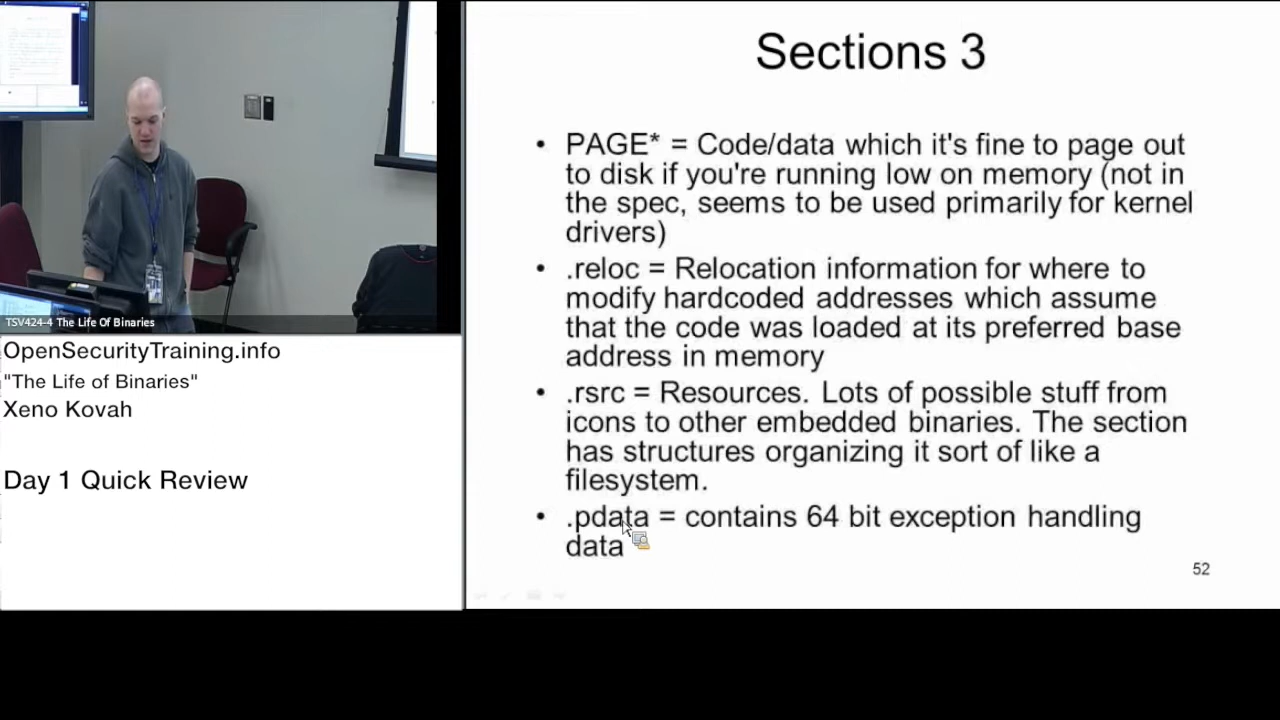 TSV424-4 The Life Of Binaries
OpenSecurityTraining.info
"The Life of Binaries"
Xeno Kovah
Day 1 Quick Review
Sections 3
• PAGE* = Code/data which it's fine to page out
to disk if you're running low on memory (not in
the spec, seems to be used primarily for kernel
drivers)
• .reloc = Relocation information for where to
modify hardcoded addresses which assume
that the code was loaded at its preferred base
address in memory
• .rsrc = Resources. Lots of possible stuff from
icons to other embedded binaries. The section
has structures organizing it sort of like a
filesystem.
• .pdata = contains 64 bit exception handling
data
52